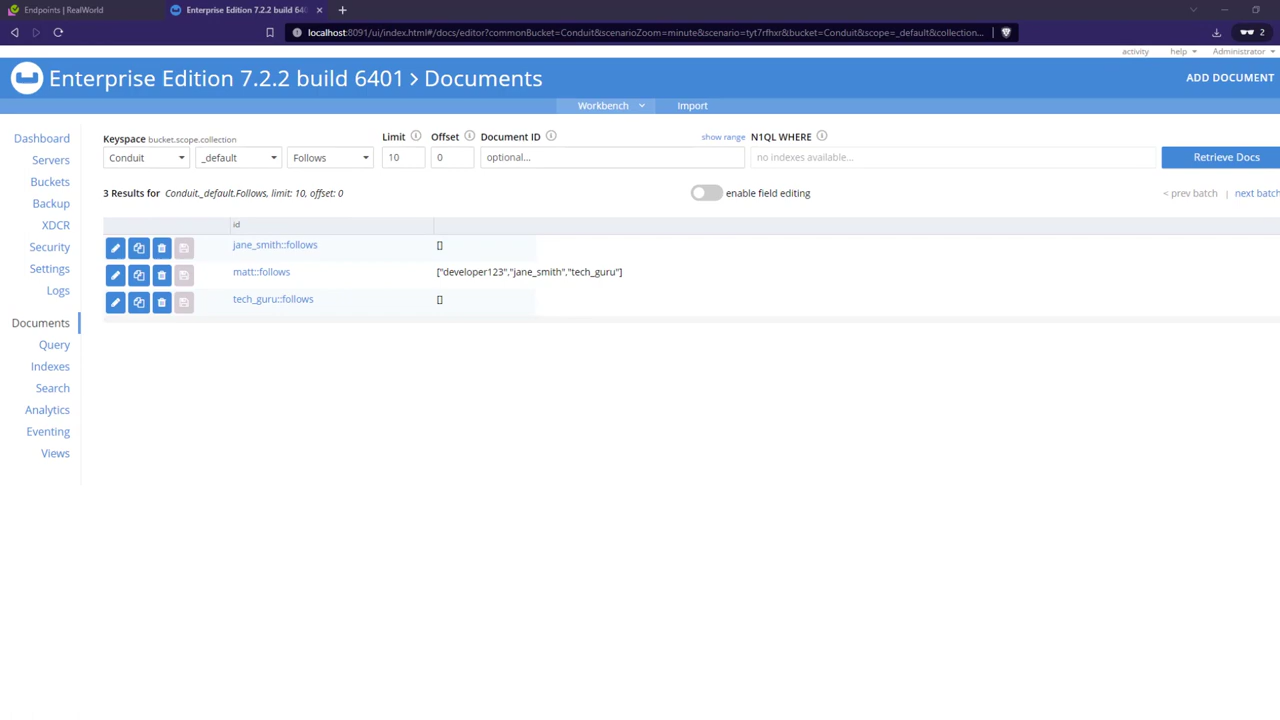 Endpoints | RealWorld
Enterprise Edition 7.2.2 build 640
localhost:8091/ui/index.html#/docs/editor?commonBucket=Conduit&scenarioZoom=minute&scenario=tyt7rfhxr&bucket=Conduit&scope=_default&collection...
2
activity
help
Administrator
Enterprise Edition 7.2.2 build 6401 > Documents
ADD DOCUMENT
Workbench
Import
Dashboard
Servers
Buckets
Backup
XDCR
Security
Settings
Logs
Documents
Query
Indexes
Search
Analytics
Eventing
Views
Keyspace bucket.scope.collection
Limit
Offset
Document ID
show range
N1QL WHERE
Conduit
_default
Follows
10
0
optional...
no indexes available...
Retrieve Docs
3 Results for Conduit._default.Follows, limit: 10, offset: 0
enable field editing
< prev batch | next batch
id
jane_smith::follows []
matt::follows ["developer123","jane_smith","tech_guru"]
tech_guru::follows []